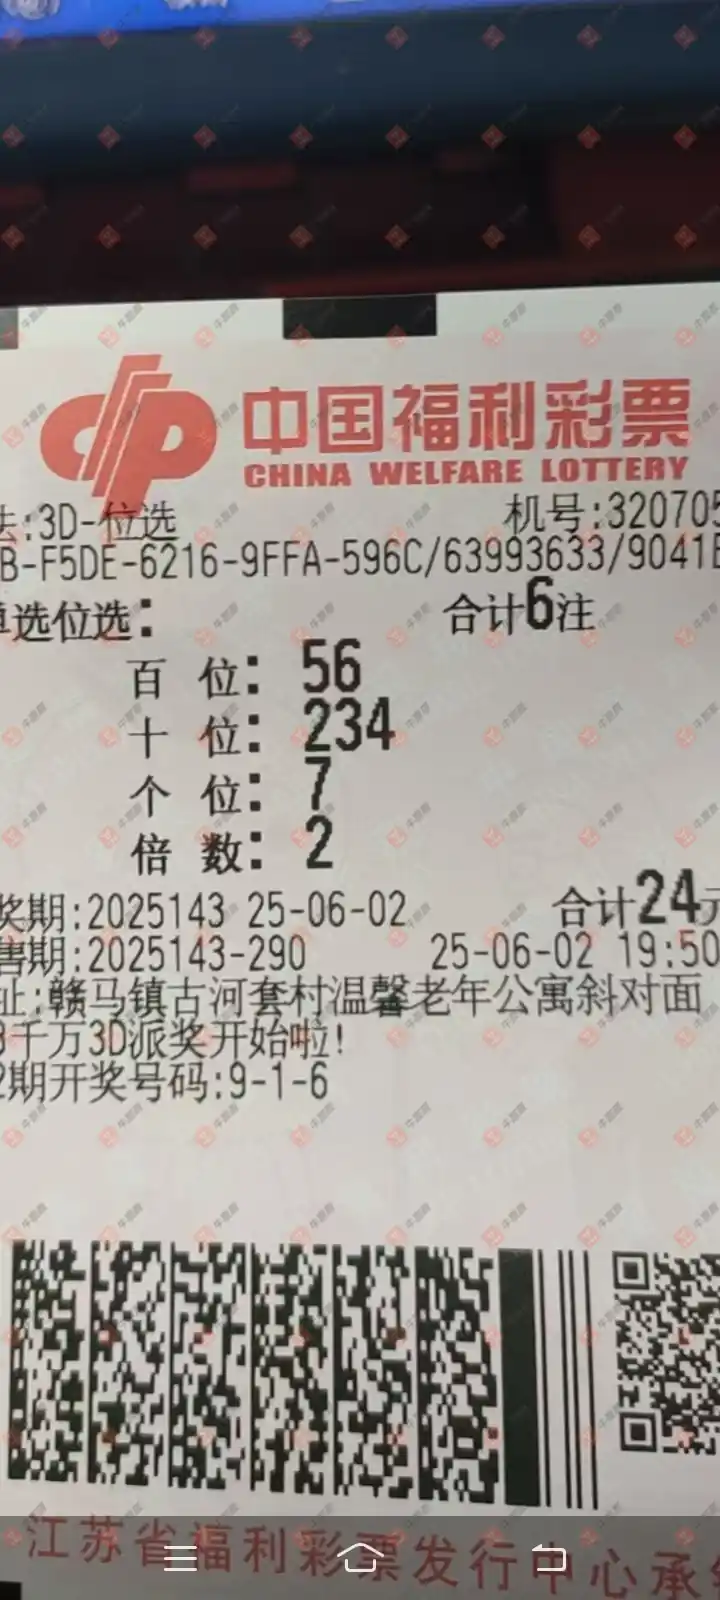 中国福利彩票
CHINA WELFARE LOTTERY
法:3D-位选 机号:320705
B-F5DE-6216-9FFA-596C/63993633/9041E
单选位选: 合计6注
百位: 56
十位: 234
个位: 7
倍数: 2
奖期:2025143 25-06-02 合计24元
售期:2025143-290 25-06-02 19:50
址:赣马镇古河套村温馨老年公寓斜对面
千万3D派奖开始啦!
2期开奖号码:9-1-6
江苏省福利彩票发行中心承